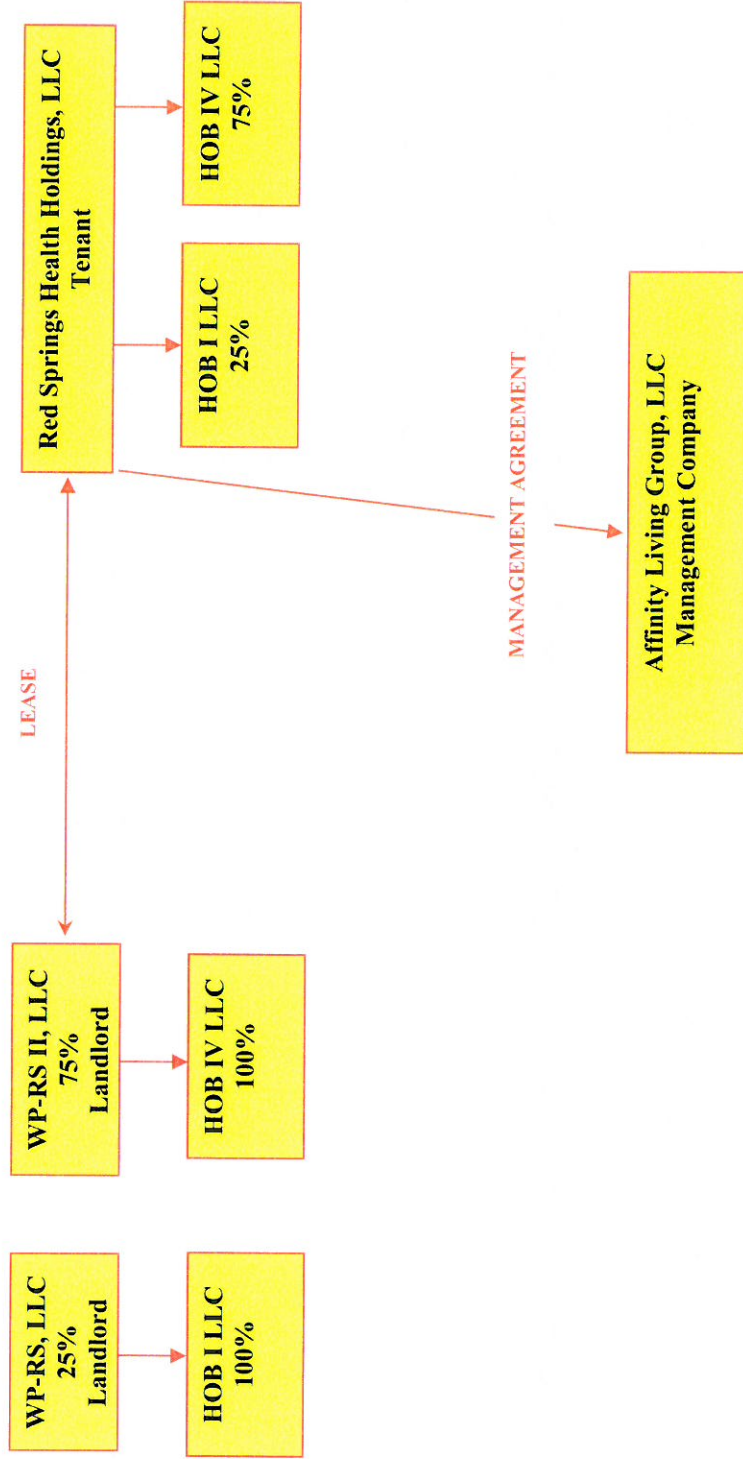 WP-RS, LLC
25%
Landlord
WP-RS II, LLC
75%
Landlord
LEASE
Red Springs Health Holdings, LLC
Tenant
HOB I LLC
100%
HOB IV LLC
100%
HOB I LLC
25%
HOB IV LLC
75%
MANAGEMENT AGREEMENT
Affinity Living Group, LLC
Management Company